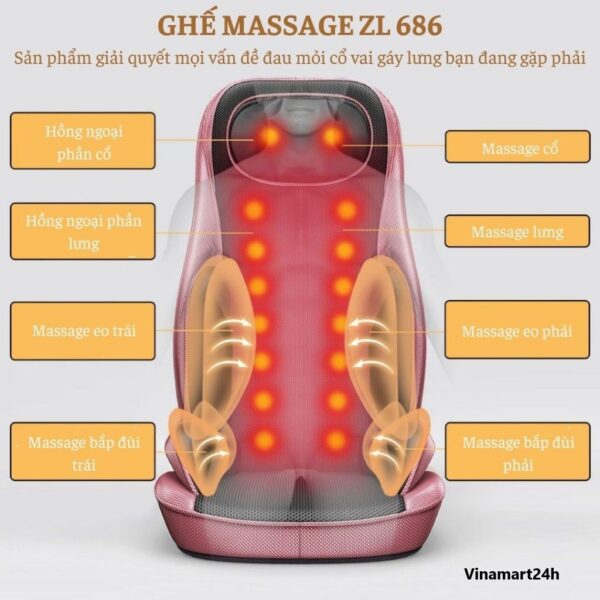 GHẾ MASSAGE ZL 686
Sản phẩm giải quyết mọi vấn đề đau mỏi cổ vai gáy lưng bạn đang gặp phải
Hồng ngoại
phần cổ
Massage cổ
Hồng ngoại phần
lưng
Massage lưng
Massage eo trái
Massage eo phải
Massage bắp đùi
trái
Massage bắp đùi
phải
Vinamart24h